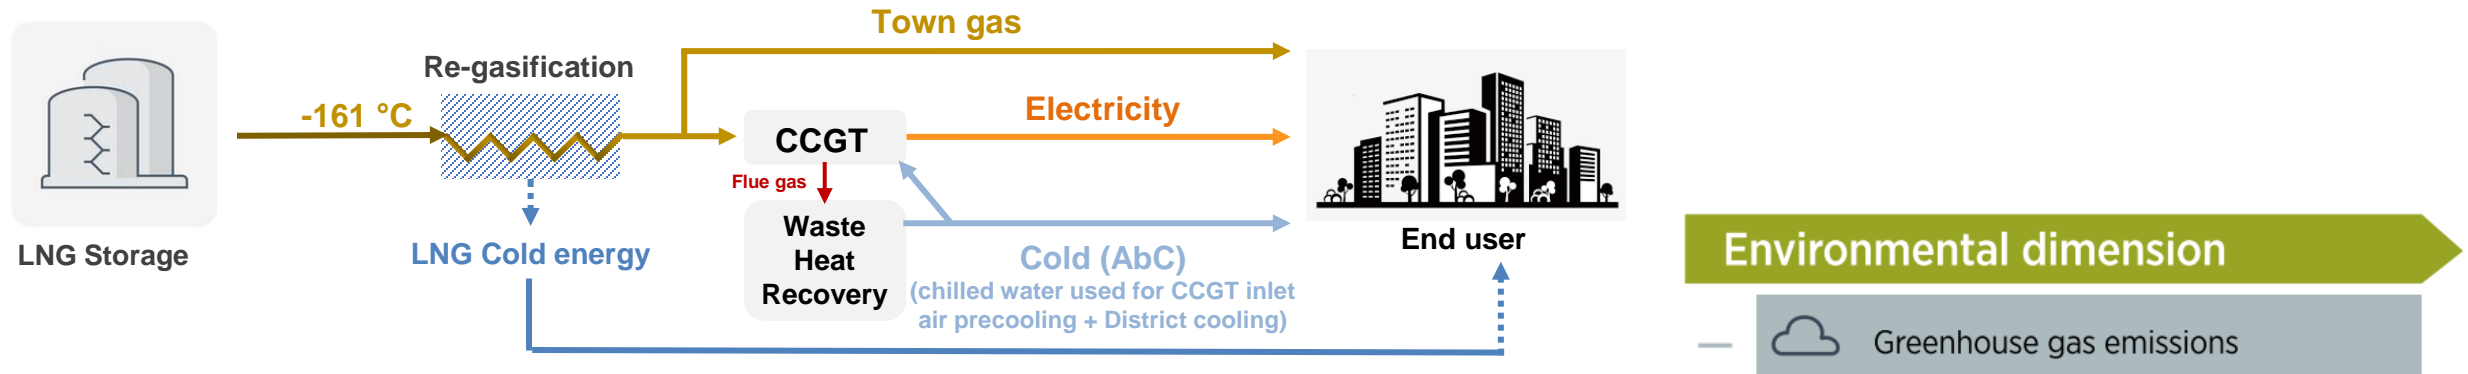 Town gas
Re-gasification
-161 °C
Electricity
CCGT
Flue gas
Waste
Heat
Recovery
LNG Storage
LNG Cold energy
Cold (AbC)
(chilled water used for CCGT inlet
air precooling + District cooling)
End user
Environmental dimension
Greenhouse gas emissions